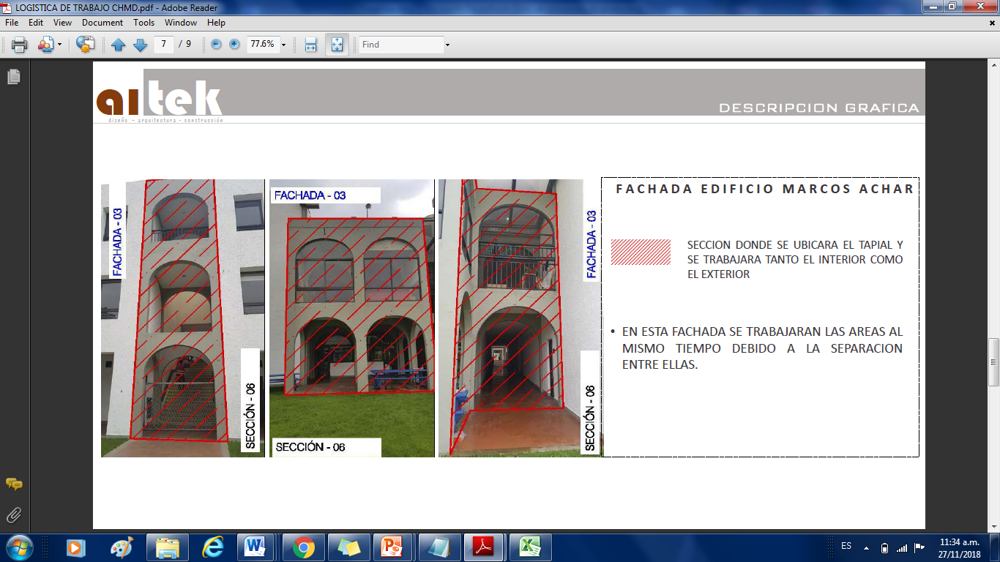 LOGISTICA DE TRABAJO CHMD.pdf - Adobe Reader
File Edit View Document Tools Window Help
7 / 9 77.6% Find
aitek
diseño - arquitectura - construcción
DESCRIPCION GRAFICA
FACHADA - 03
SECCIÓN - 06
FACHADA - 03
SECCIÓN - 06
FACHADA - 03
SECCIÓN - 06
FACHADA EDIFICIO MARCOS ACHAR
SECCION DONDE SE UBICARA EL TAPIAL Y
SE TRABAJARA TANTO EL INTERIOR COMO
EL EXTERIOR
• EN ESTA FACHADA SE TRABAJARAN LAS AREAS AL
MISMO TIEMPO DEBIDO A LA SEPARACION
ENTRE ELLAS.
ES
11:34 a.m.
27/11/2018